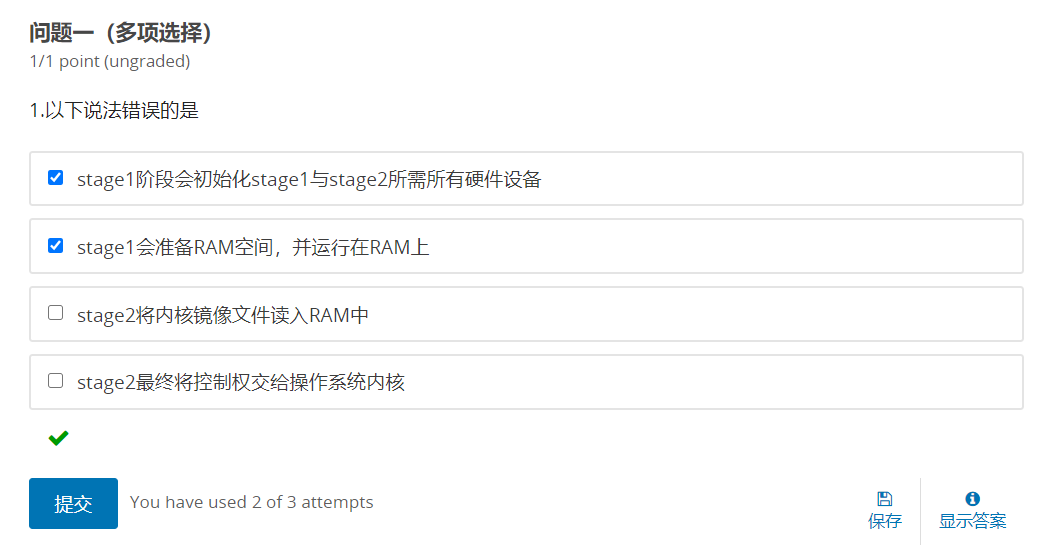 问题一（多项选择）
1/1 point (ungraded)
1.以下说法错误的是
stage1阶段会初始化stage1与stage2所需所有硬件设备
stage1会准备RAM空间，并运行在RAM上
stage2将内核镜像文件读入RAM中
stage2最终将控制权交给操作系统内核
提交
You have used 2 of 3 attempts
保存
显示答案